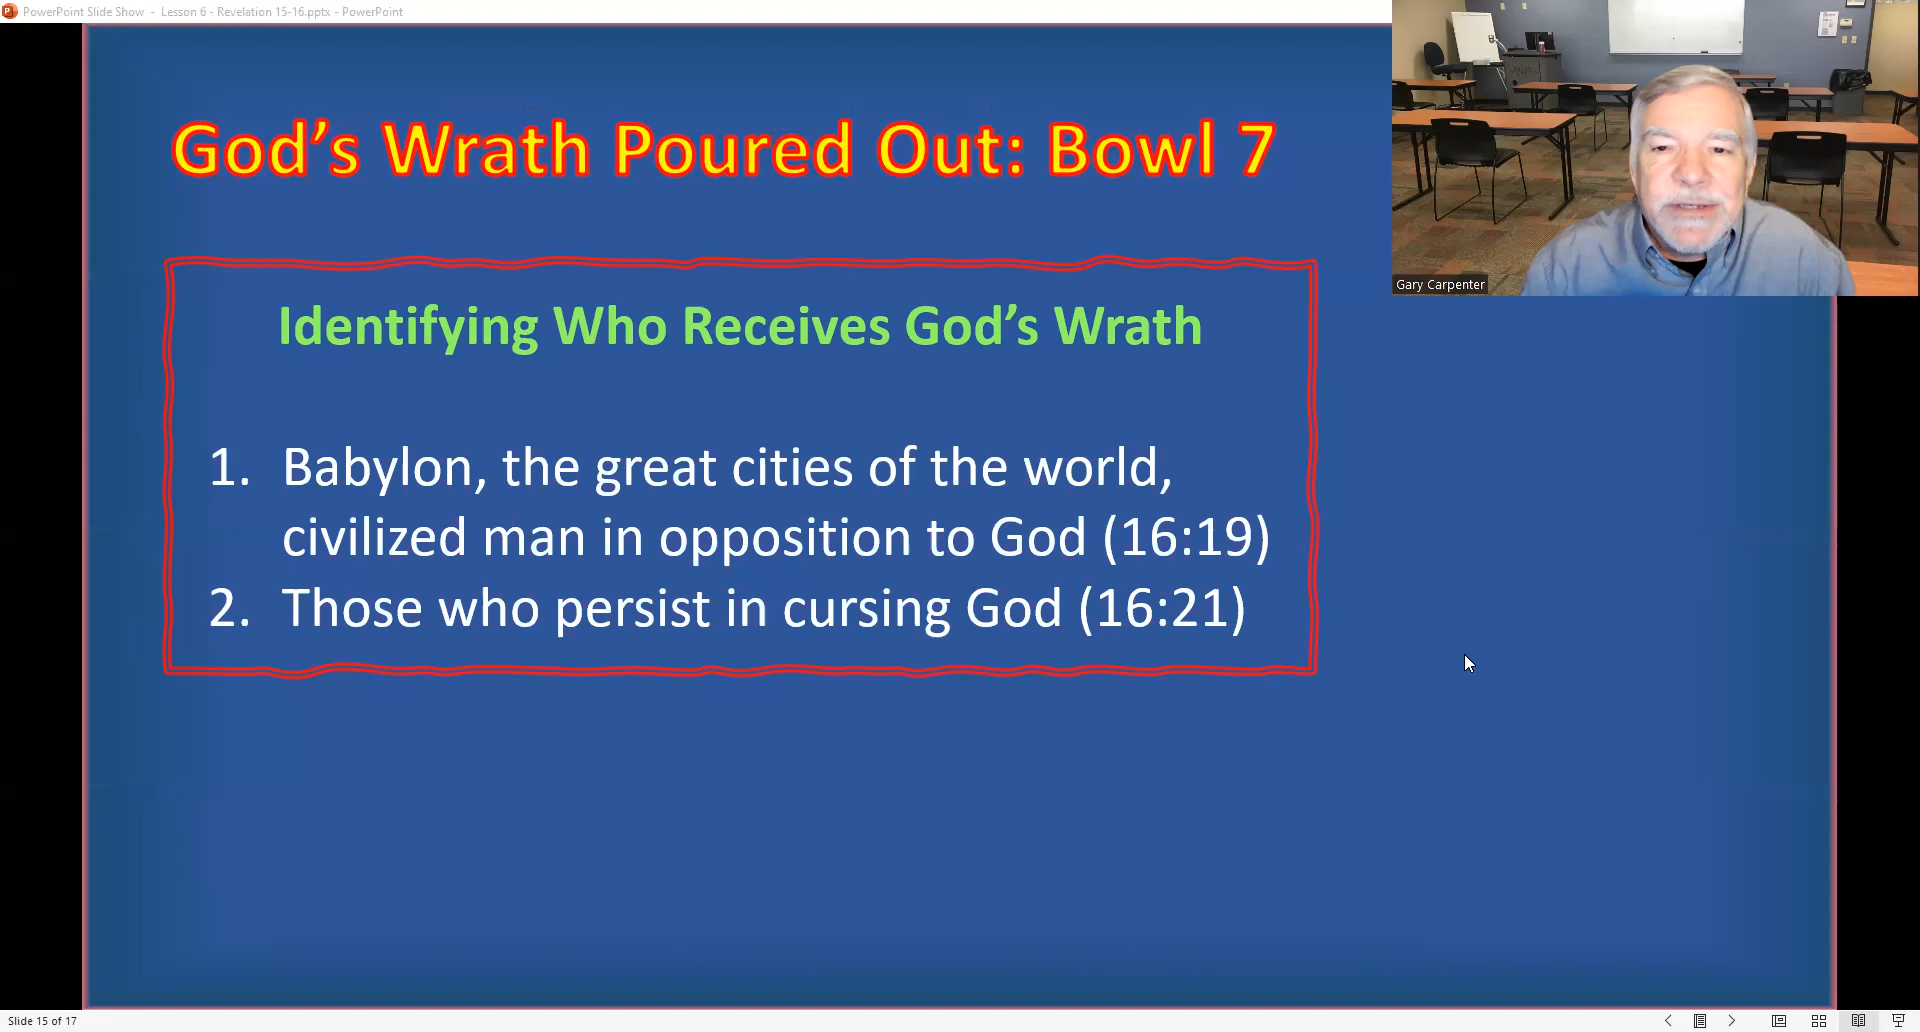 PowerPoint Slide Show - Lesson 6 - Revelation 15-16.pptx - PowerPoint
God’s Wrath Poured Out: Bowl 7
Gary Carpenter
Identifying Who Receives God’s Wrath
1. Babylon, the great cities of the world,
civilized man in opposition to God (16:19)
2. Those who persist in cursing God (16:21)
Slide 15 of 17